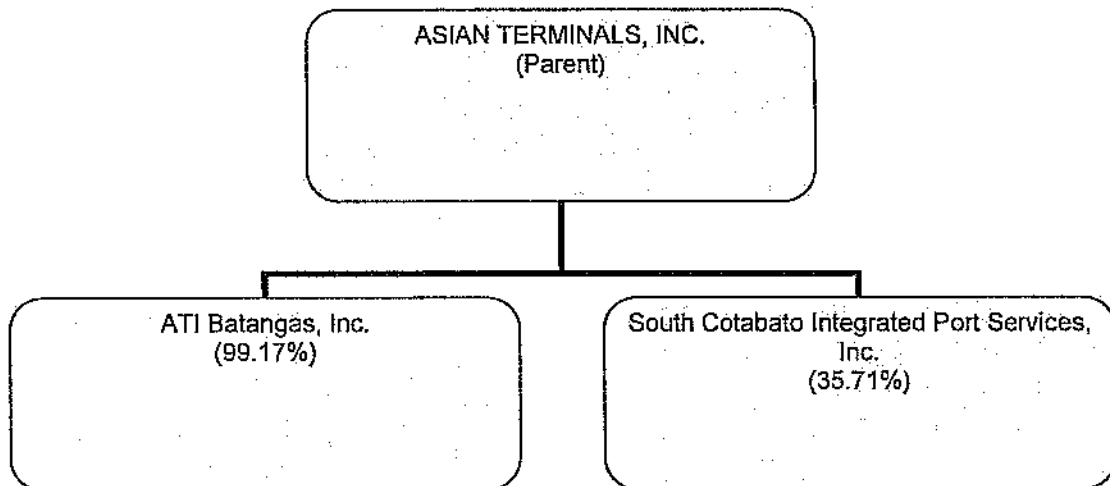 ASIAN TERMINALS, INC.
(Parent)
ATI Batangas, Inc.
(99.17%)
South Cotabato Integrated Port Services,
Inc.
(35.71%)